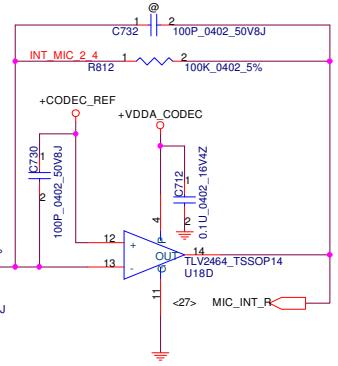 @
1 2
C732 100P_0402_50V8J
INT_MIC_2_4 1 2
R812 100K_0402_5%
+CODEC_REF
+VDDA_CODEC
C730
1
2
100P_0402_50V8J
C712
1
2
0.1U_0402_16V4Z
4
P
12 +
OUT 14
13 -
G
TLV2464_TSSOP14
U18D
11
<27> MIC_INT_R
J